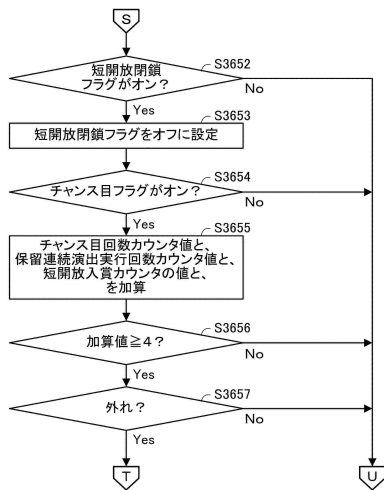 S
S3652
短開放閉鎖
フラグがオン？
No
Yes
S3653
短開放閉鎖フラグをオフに設定
S3654
チャンス目フラグがオン？
No
Yes
S3655
チャンス目回数カウンタ値と、
保留連続演出実行回数カウンタ値と、
短開放入賞カウンタの値と、
を加算
S3656
加算値≧4？
No
Yes
S3657
外れ？
No
Yes
T
U